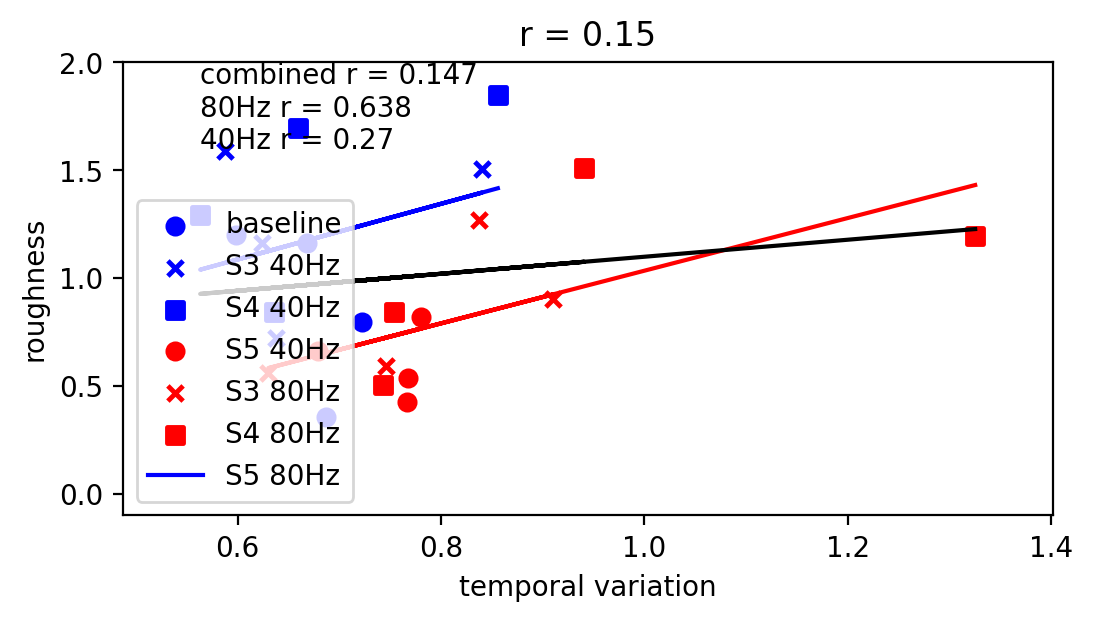 r = 0.15
combined r = 0.147
80Hz r = 0.638
40Hz r = 0.27
2.0
1.5
1.0
0.5
0.0
roughness
baseline
S3 40Hz
S4 40Hz
S5 40Hz
S3 80Hz
S4 80Hz
S5 80Hz
0.6 0.8 1.0 1.2 1.4
temporal variation